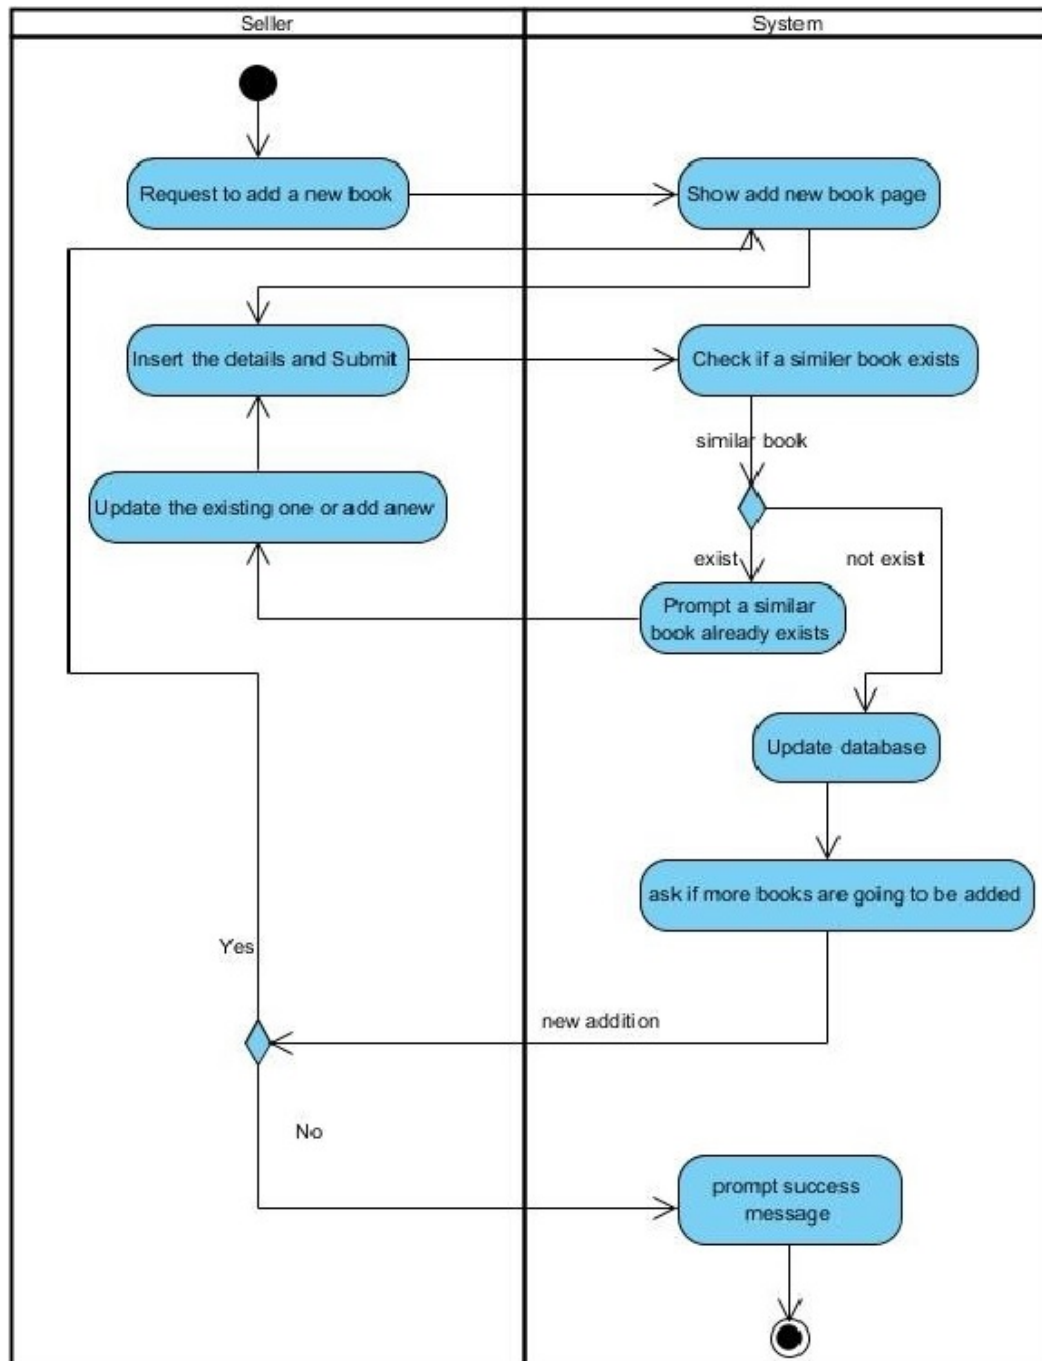 Seller
System
Request to add a new book
Show add new book page
Insert the details and Submit
Check if a similer book exists
similar book
Update the existing one or add anew
exist
not exist
Prompt a similar
book already exists
Update database
ask if more books are going to be added
Yes
new addition
No
prompt success
message